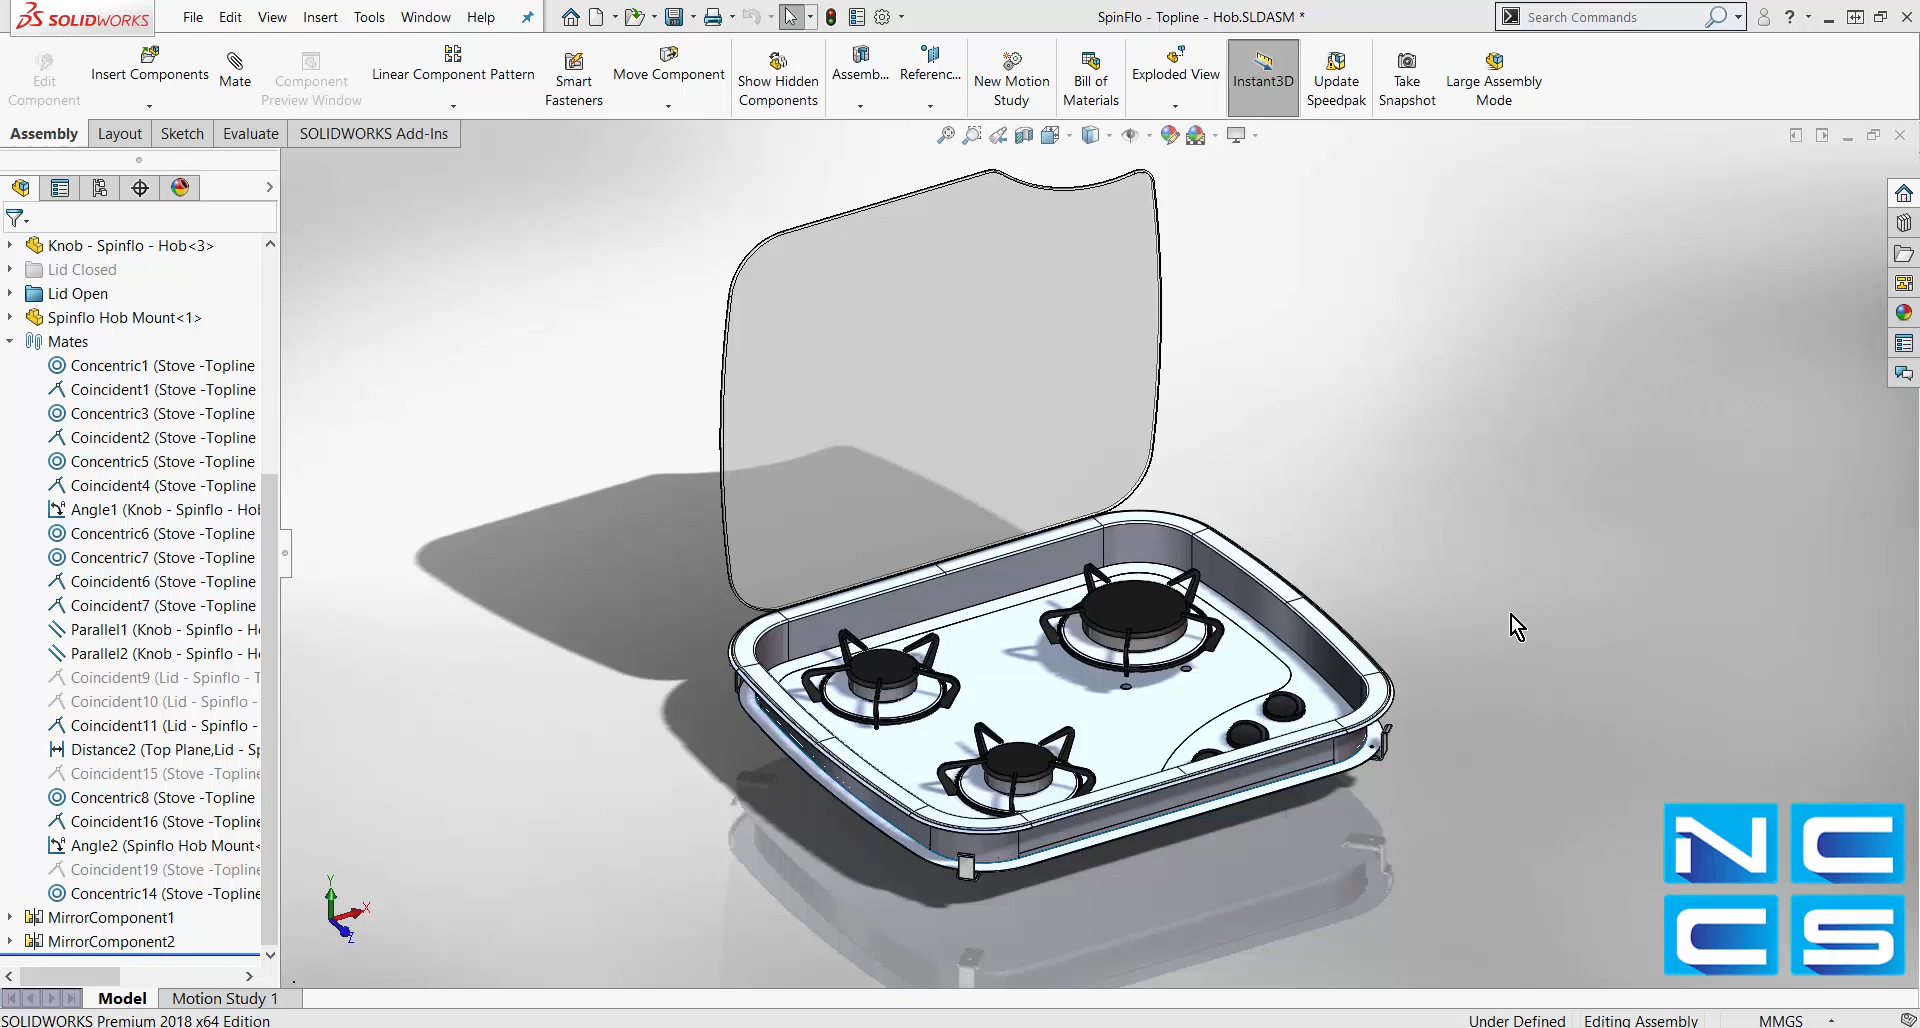 SOLIDWORKS
File Edit View Insert Tools Window Help
SpinFlo - Topline - Hob.SLDASM *
Search Commands
?
Edit Component
Insert Components
Mate
Component Preview Window
Linear Component Pattern
Smart Fasteners
Move Component
Show Hidden Components
Assemb...
Referenc...
New Motion Study
Bill of Materials
Exploded View
Instant3D
Update Speedpak
Take Snapshot
Large Assembly Mode
Assembly Layout Sketch Evaluate SOLIDWORKS Add-Ins
Knob - Spinflo - Hob<3>
Lid Closed
Lid Open
Spinflo Hob Mount<1>
Mates
Concentric1 (Stove -Topline
Coincident1 (Stove -Topline
Concentric3 (Stove -Topline
Coincident2 (Stove -Topline
Concentric5 (Stove -Topline
Coincident4 (Stove -Topline
Angle1 (Knob - Spinflo - Hob
Concentric6 (Stove -Topline
Concentric7 (Stove -Topline
Coincident6 (Stove -Topline
Coincident7 (Stove -Topline
Parallel1 (Knob - Spinflo - H
Parallel2 (Knob - Spinflo - H
Coincident9 (Lid - Spinflo - T
Coincident10 (Lid - Spinflo -
Coincident11 (Lid - Spinflo -
Distance2 (Top Plane,Lid - Sp
Coincident15 (Stove -Topline
Concentric8 (Stove -Topline
Coincident16 (Stove -Topline
Angle2 (Spinflo Hob Mount<
Coincident19 (Stove -Topline
Concentric14 (Stove -Topline
MirrorComponent1
MirrorComponent2
Y
X
Z
N C
C S
Model Motion Study 1
SOLIDWORKS Premium 2018 x64 Edition
Under Defined Editing Assembly MMGS